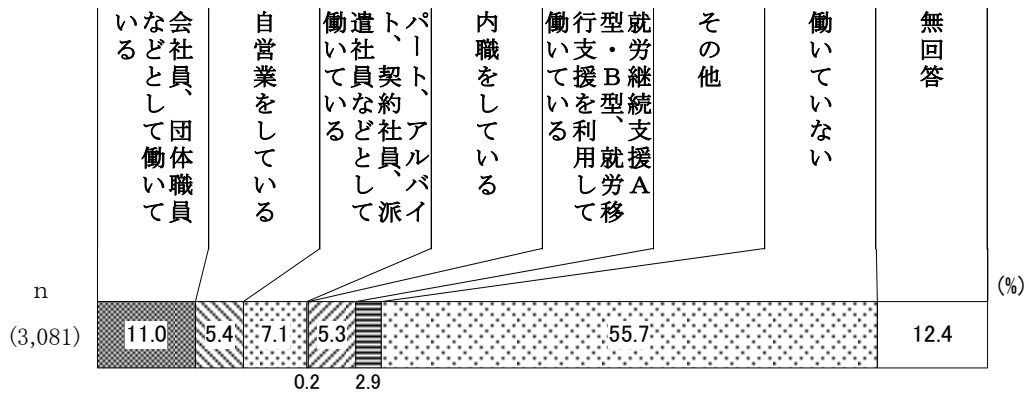 会社員、団体職員
などとして働いて
いる
自営業をしている
パート、アルバイ
ト、契約社員、派
遣社員などとして
働いている
内職をしている
就労継続支援Ａ
型・Ｂ型、就労移
行支援を利用して
働いている
その他
働いていない
無回答
n
(%)
(3,081)
11.0
5.4
7.1
5.3
55.7
12.4
0.2
2.9